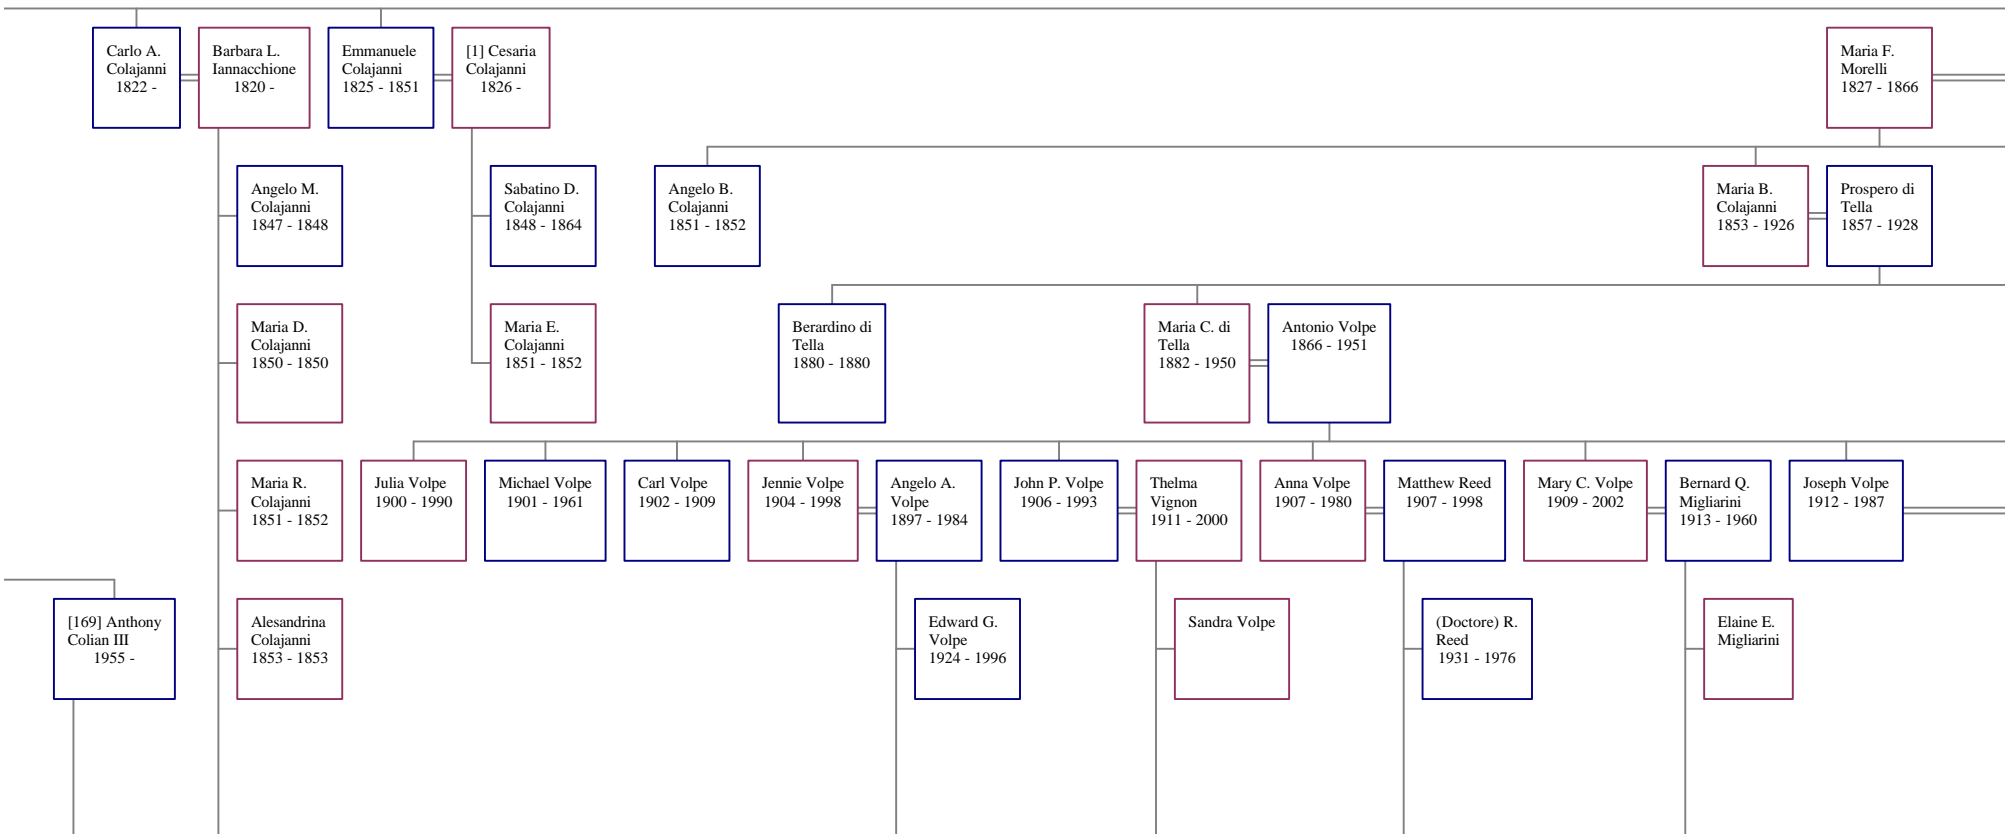 Carlo A.
Colajanni
1822 -
Barbara L.
Iannacchione
1820 -
Emmanuele
Colajanni
1825 - 1851
[1] Cesaria
Colajanni
1826 -
Maria F.
Morelli
1827 - 1866
Angelo M.
Colajanni
1847 - 1848
Sabatino D.
Colajanni
1848 - 1864
Angelo B.
Colajanni
1851 - 1852
Maria B.
Colajanni
1853 - 1926
Prospero di
Tella
1857 - 1928
Maria D.
Colajanni
1850 - 1850
Maria E.
Colajanni
1851 - 1852
Berardino di
Tella
1880 - 1880
Maria C. di
Tella
1882 - 1950
Antonio Volpe
1866 - 1951
Maria R.
Colajanni
1851 - 1852
Julia Volpe
1900 - 1990
Michael Volpe
1901 - 1961
Carl Volpe
1902 - 1909
Jennie Volpe
1904 - 1998
Angelo A.
Volpe
1897 - 1984
John P. Volpe
1906 - 1993
Thelma
Vignon
1911 - 2000
Anna Volpe
1907 - 1980
Matthew Reed
1907 - 1998
Mary C. Volpe
1909 - 2002
Bernard Q.
Migliarini
1913 - 1960
Joseph Volpe
1912 - 1987
[169] Anthony
Colian III
1955 -
Alesandrina
Colajanni
1853 - 1853
Edward G.
Volpe
1924 - 1996
Sandra Volpe
(Doctore) R.
Reed
1931 - 1976
Elaine E.
Migliarini